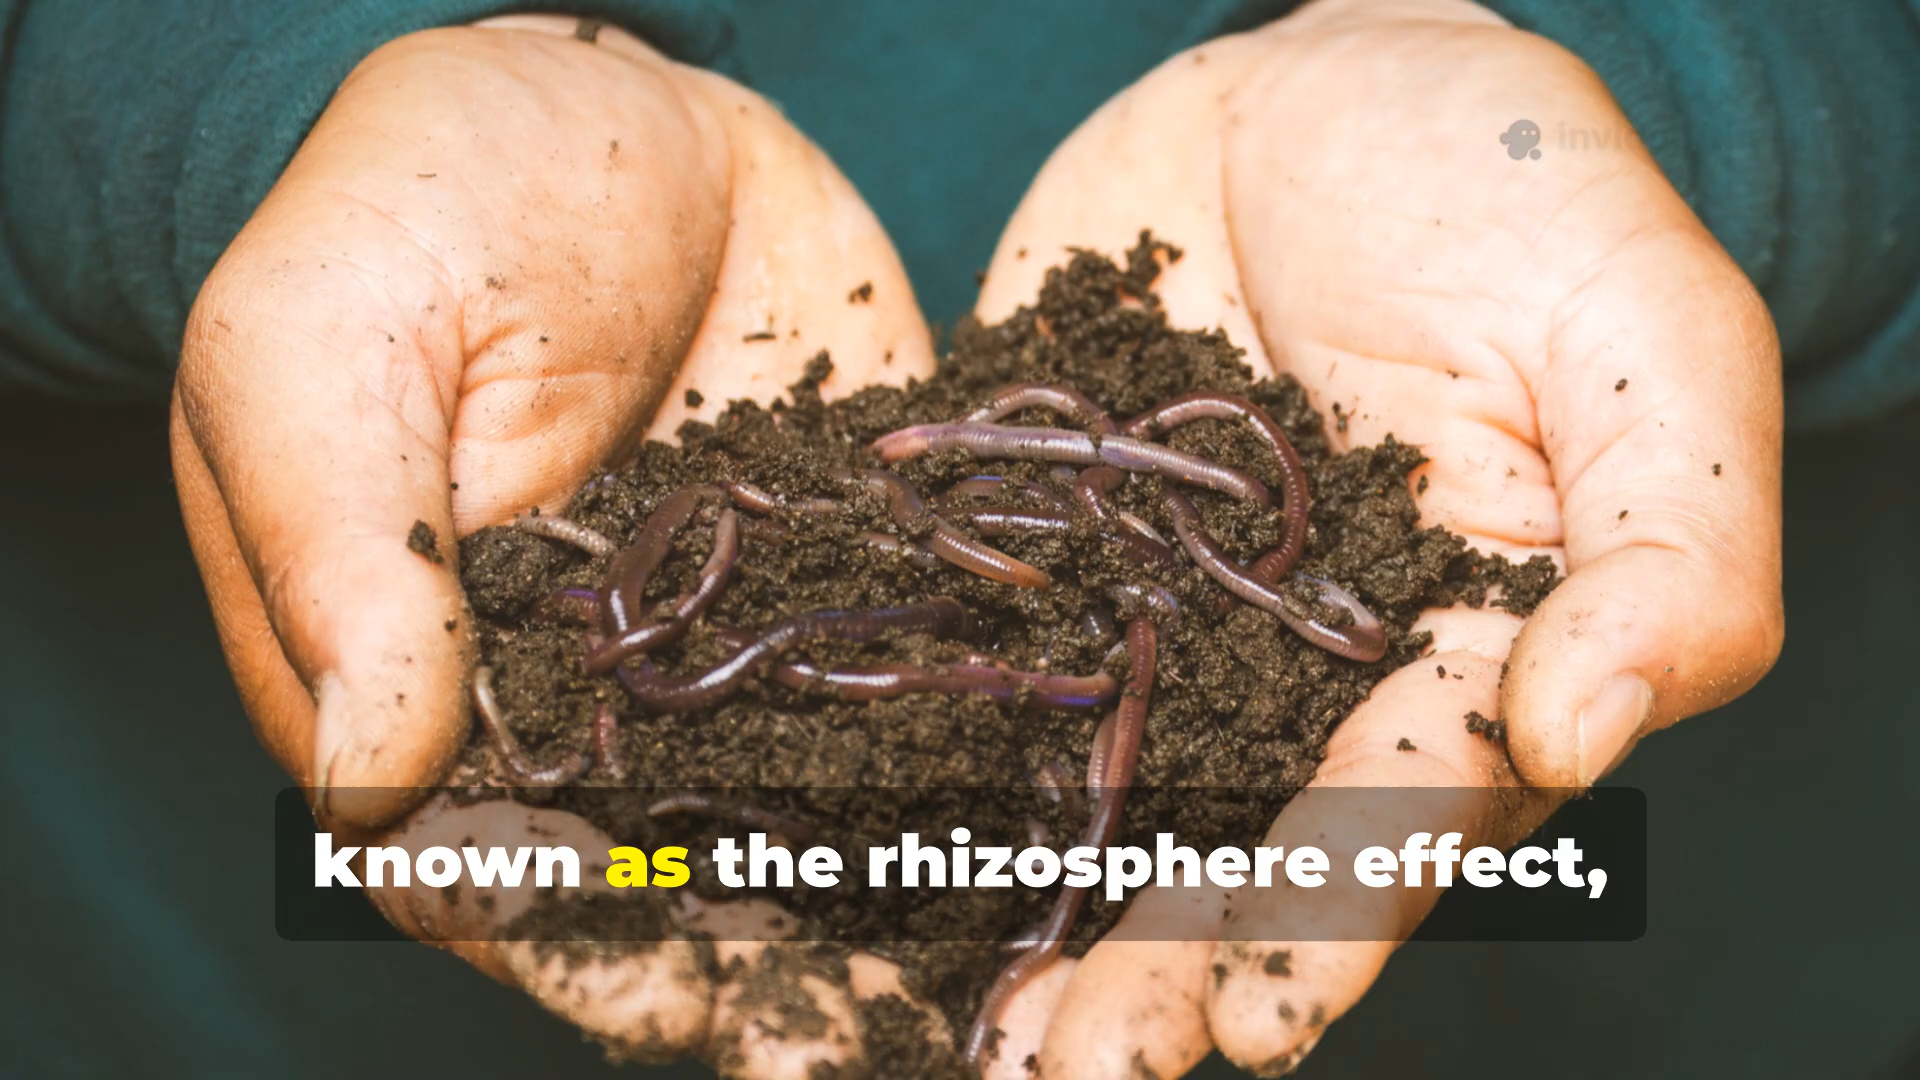 known as the rhizosphere effect,